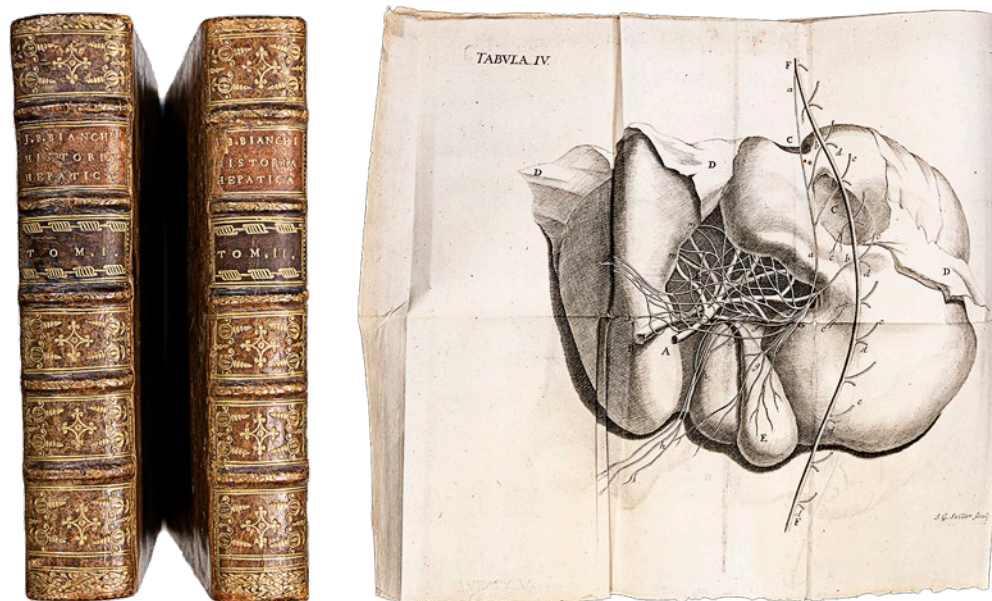 J.B.BIANCHI
HISTORIA
HEPATICA
TOM.I.
J.B.BIANCHI
HISTORIA
HEPATICA
TOM.II.
TABVLA IV.
F
a
C
D
D
d
e
C
D
a
c
b
d
G
A
d
e
E
h
F